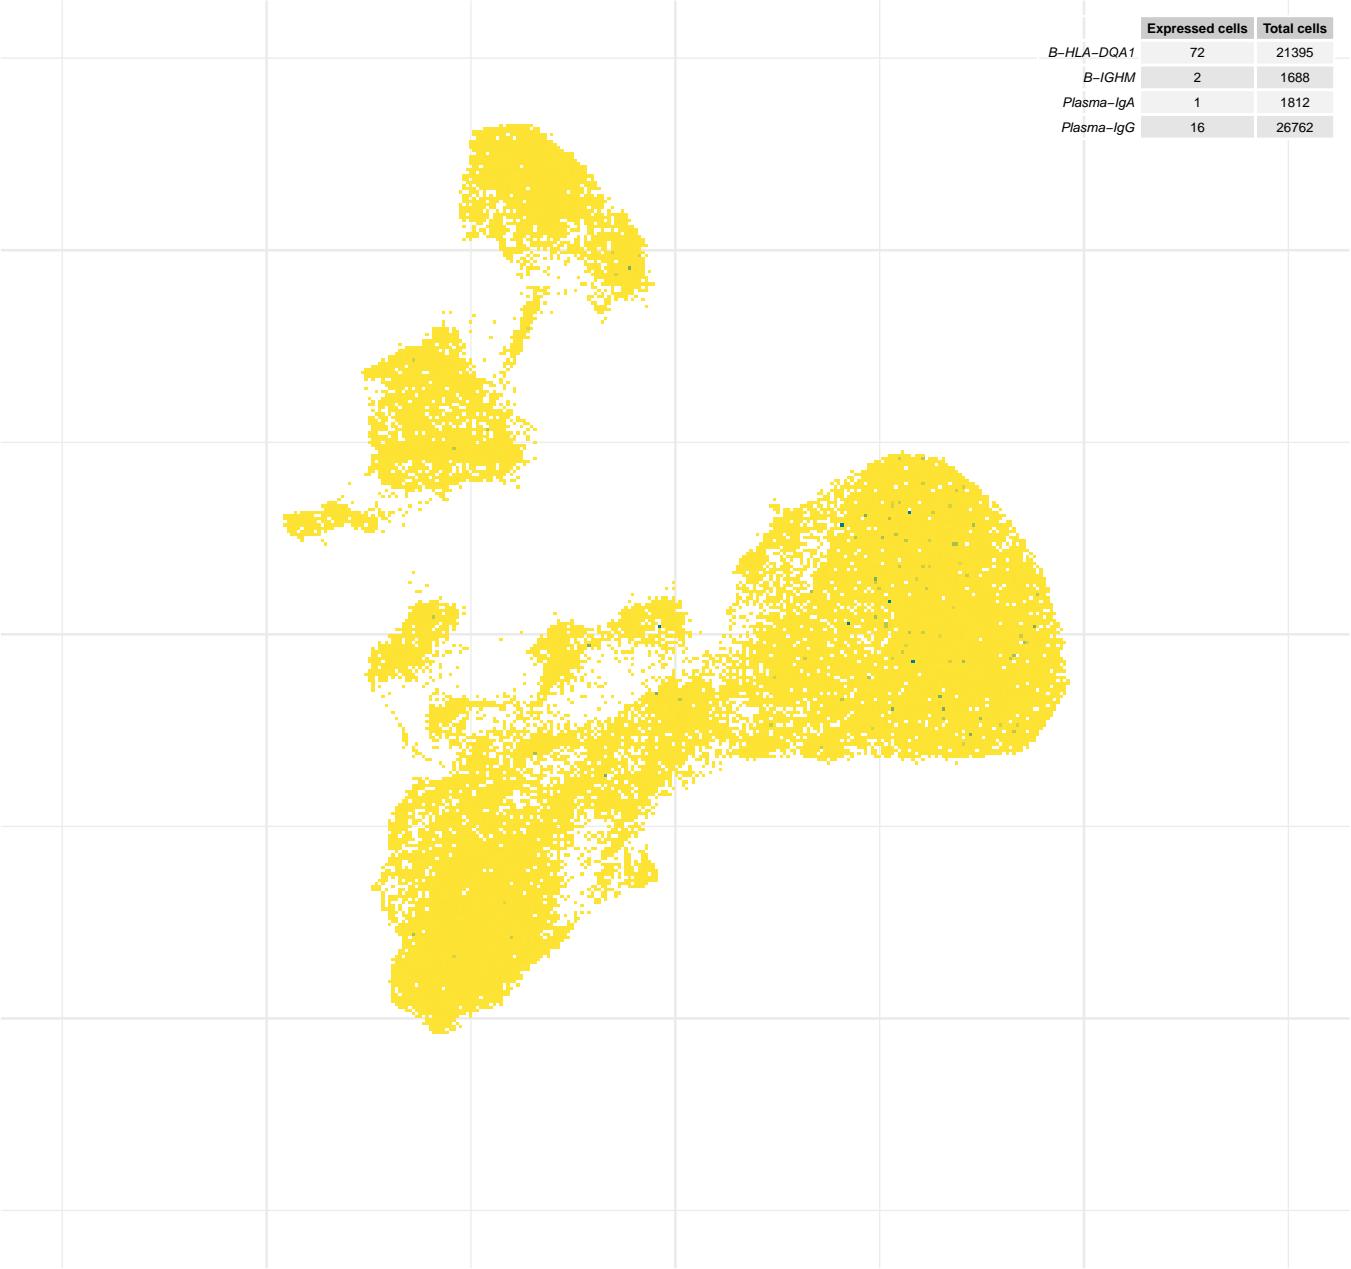 Expressed cells Total cells
B−HLA−DQA1 72 21395
B−IGHM 2 1688
Plasma−IgA 1 1812
Plasma−IgG 16 26762